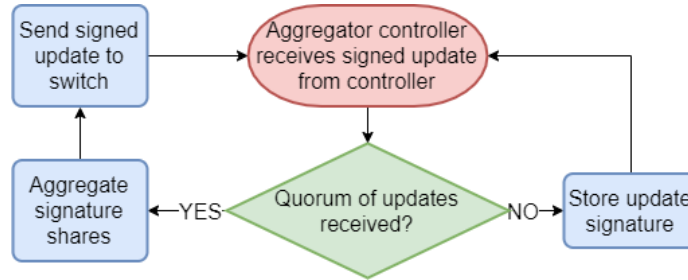 Send signed
update to
switch
Aggregator controller
receives signed update
from controller
Aggregate
signature
shares
YES
Quorum of updates
received?
NO
Store update
signature